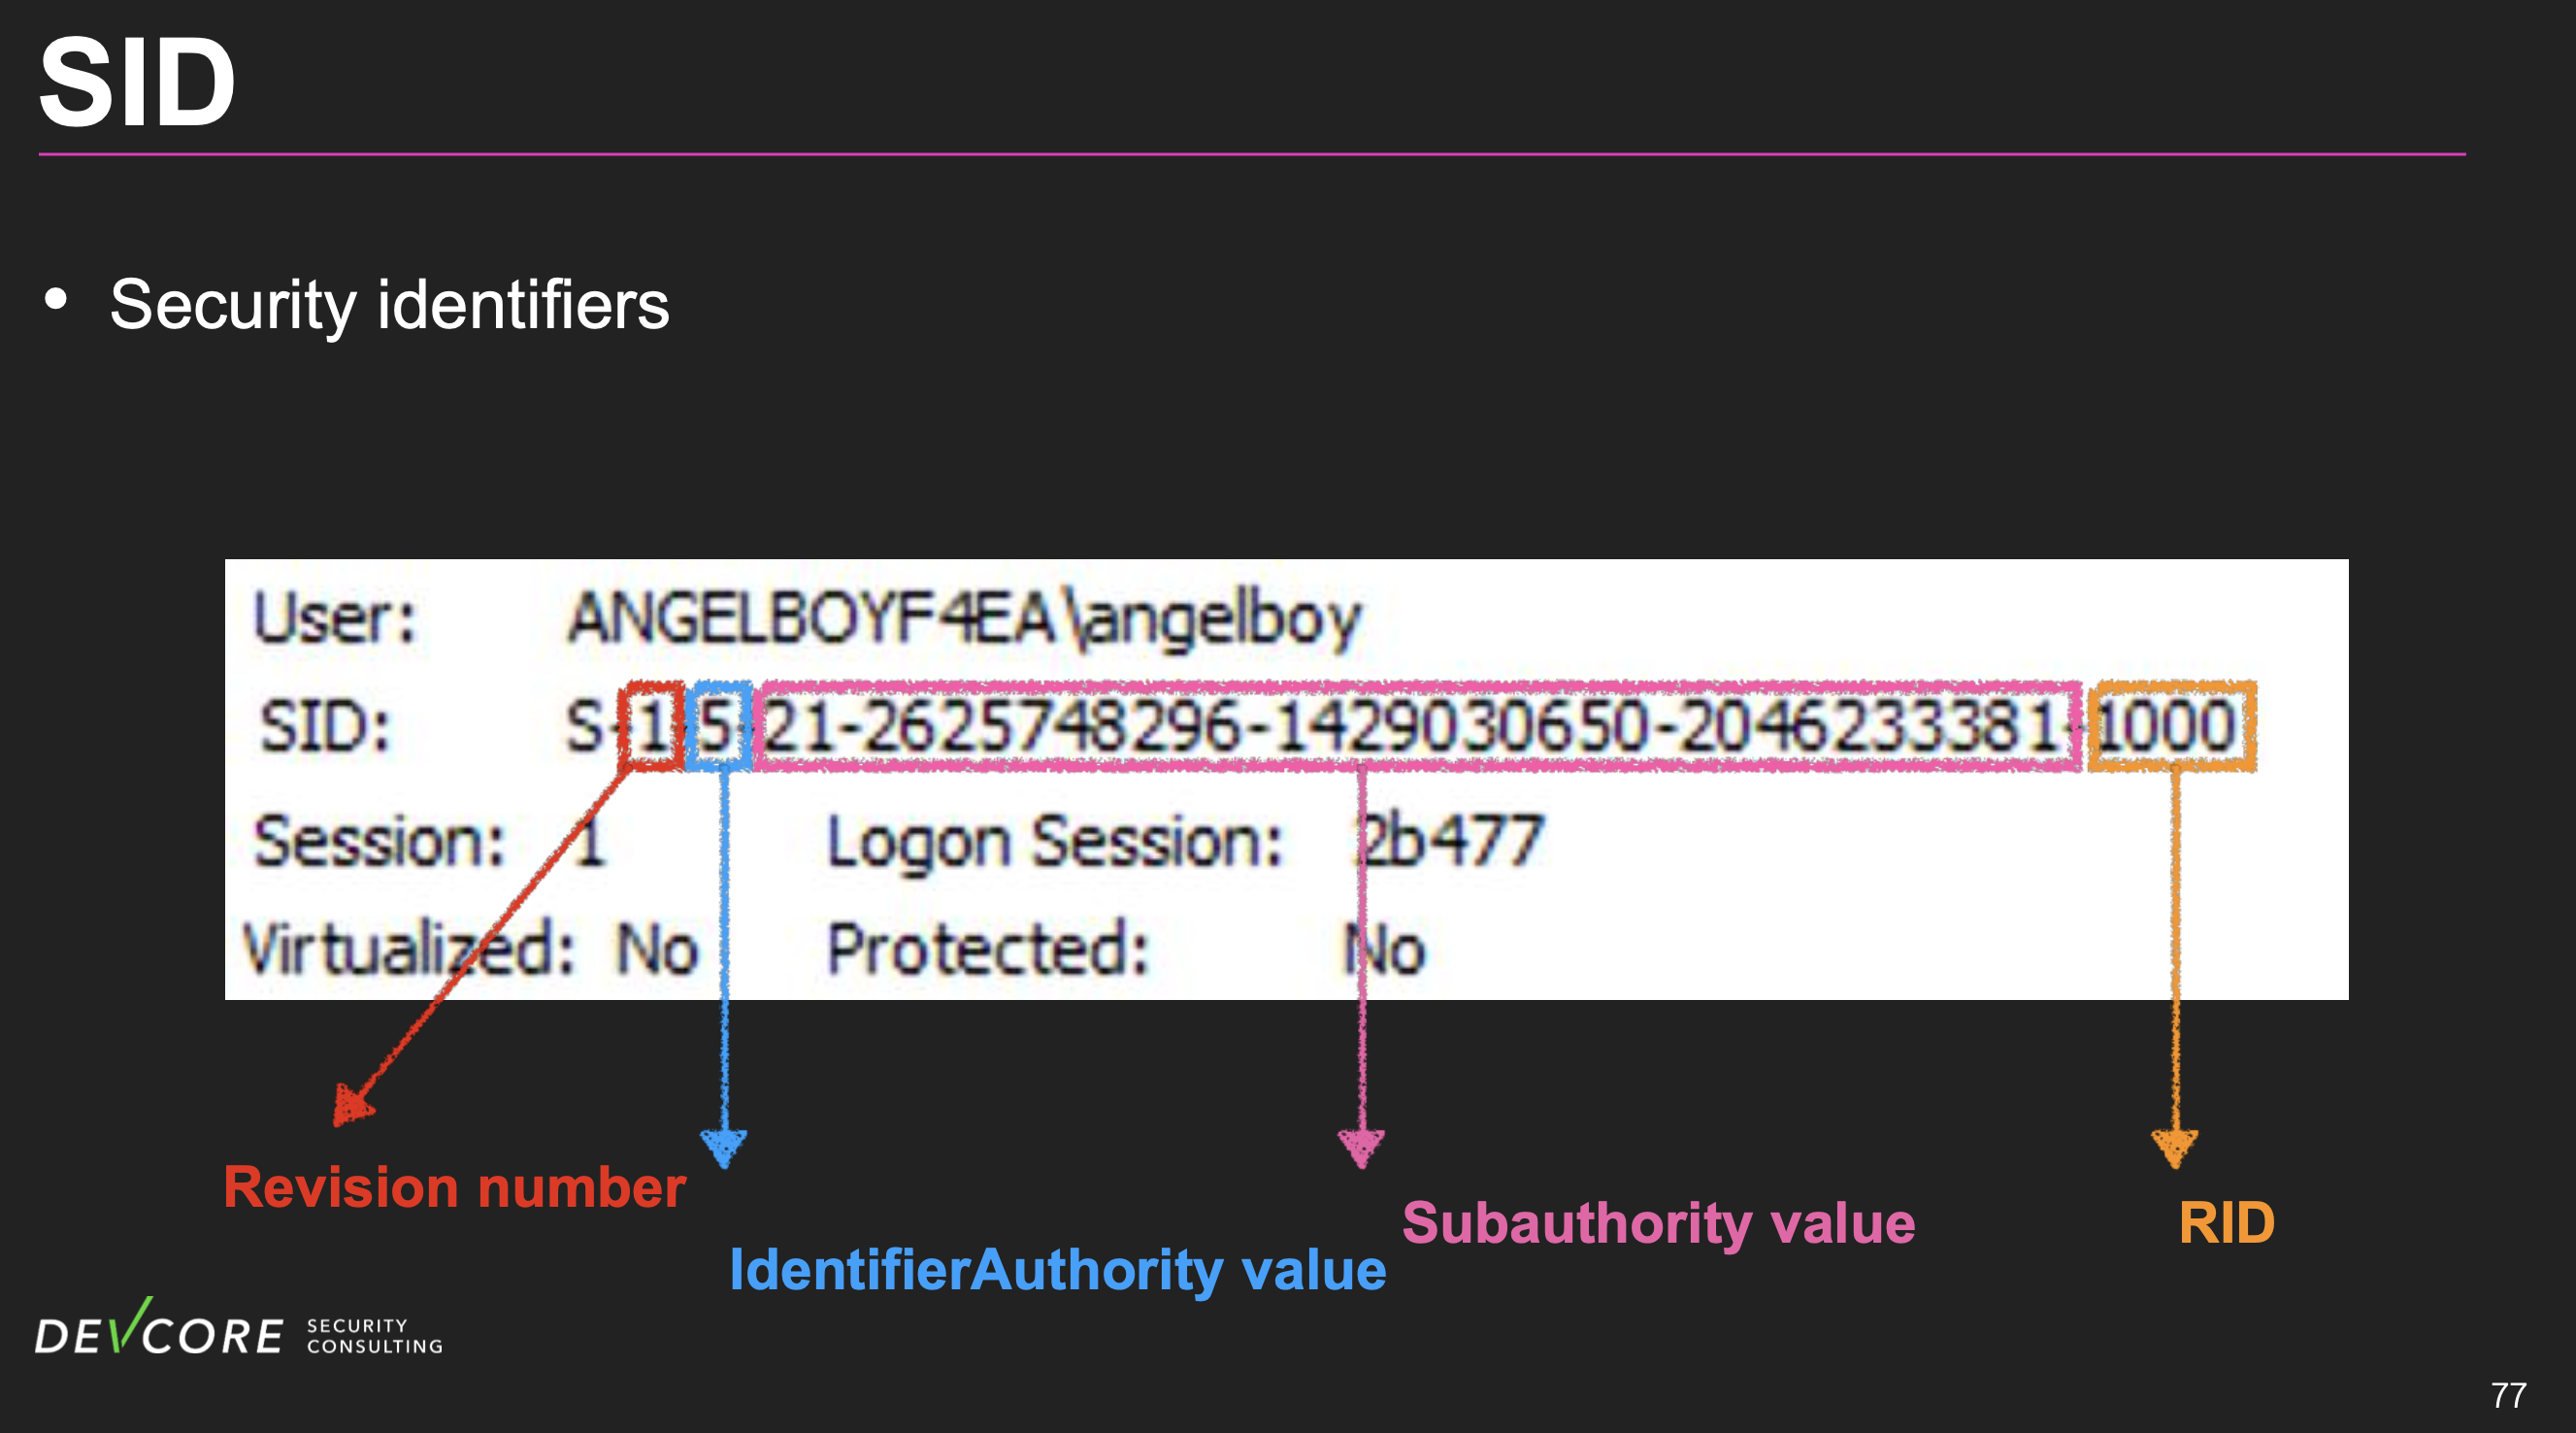 SID
• Security identifiers
User: ANGELBOYF4EA\angelboy
SID: S-1-5-21-2625748296-1429030650-2046233381-1000
Session: 1 Logon Session: 2b477
Virtualized: No Protected: No
Revision number
Subauthority value
RID
IdentifierAuthority value
DEVCORE SECURITY CONSULTING
77